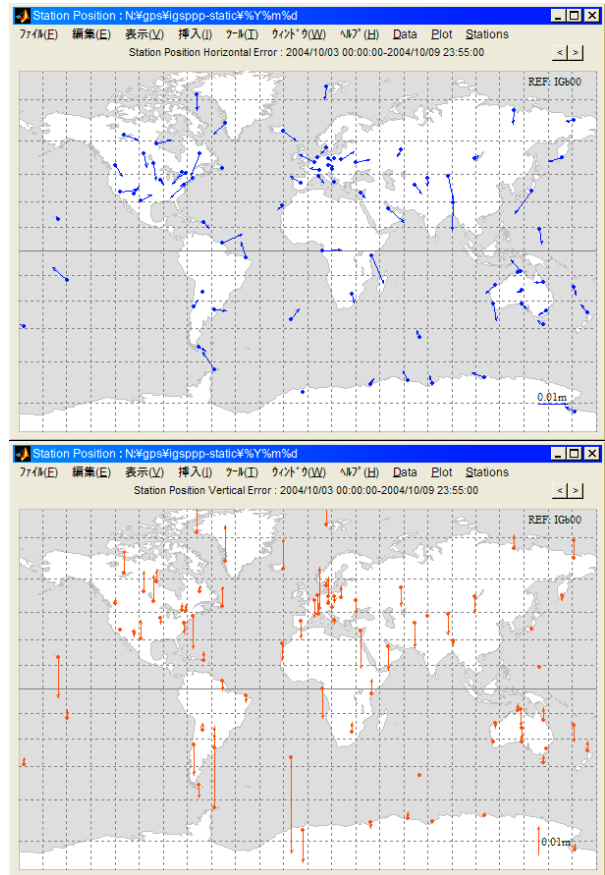 Station Position : N:¥gps¥igsppp-static¥%Y%m%d
ﾌｧｲﾙ(F) 編集(E) 表示(V) 挿入(I) ﾂｰﾙ(T) ｳｨﾝﾄﾞｳ(W) ﾍﾙﾌﾟ(H) Data Plot Stations
Station Position Horizontal Error : 2004/10/03 00:00:00-2004/10/09 23:55:00 < >
REF: IGb00
0.01m
Station Position : N:¥gps¥igsppp-static¥%Y%m%d
ﾌｧｲﾙ(F) 編集(E) 表示(V) 挿入(I) ﾂｰﾙ(T) ｳｨﾝﾄﾞｳ(W) ﾍﾙﾌﾟ(H) Data Plot Stations
Station Position Vertical Error : 2004/10/03 00:00:00-2004/10/09 23:55:00 < >
REF: IGb00
0.01m